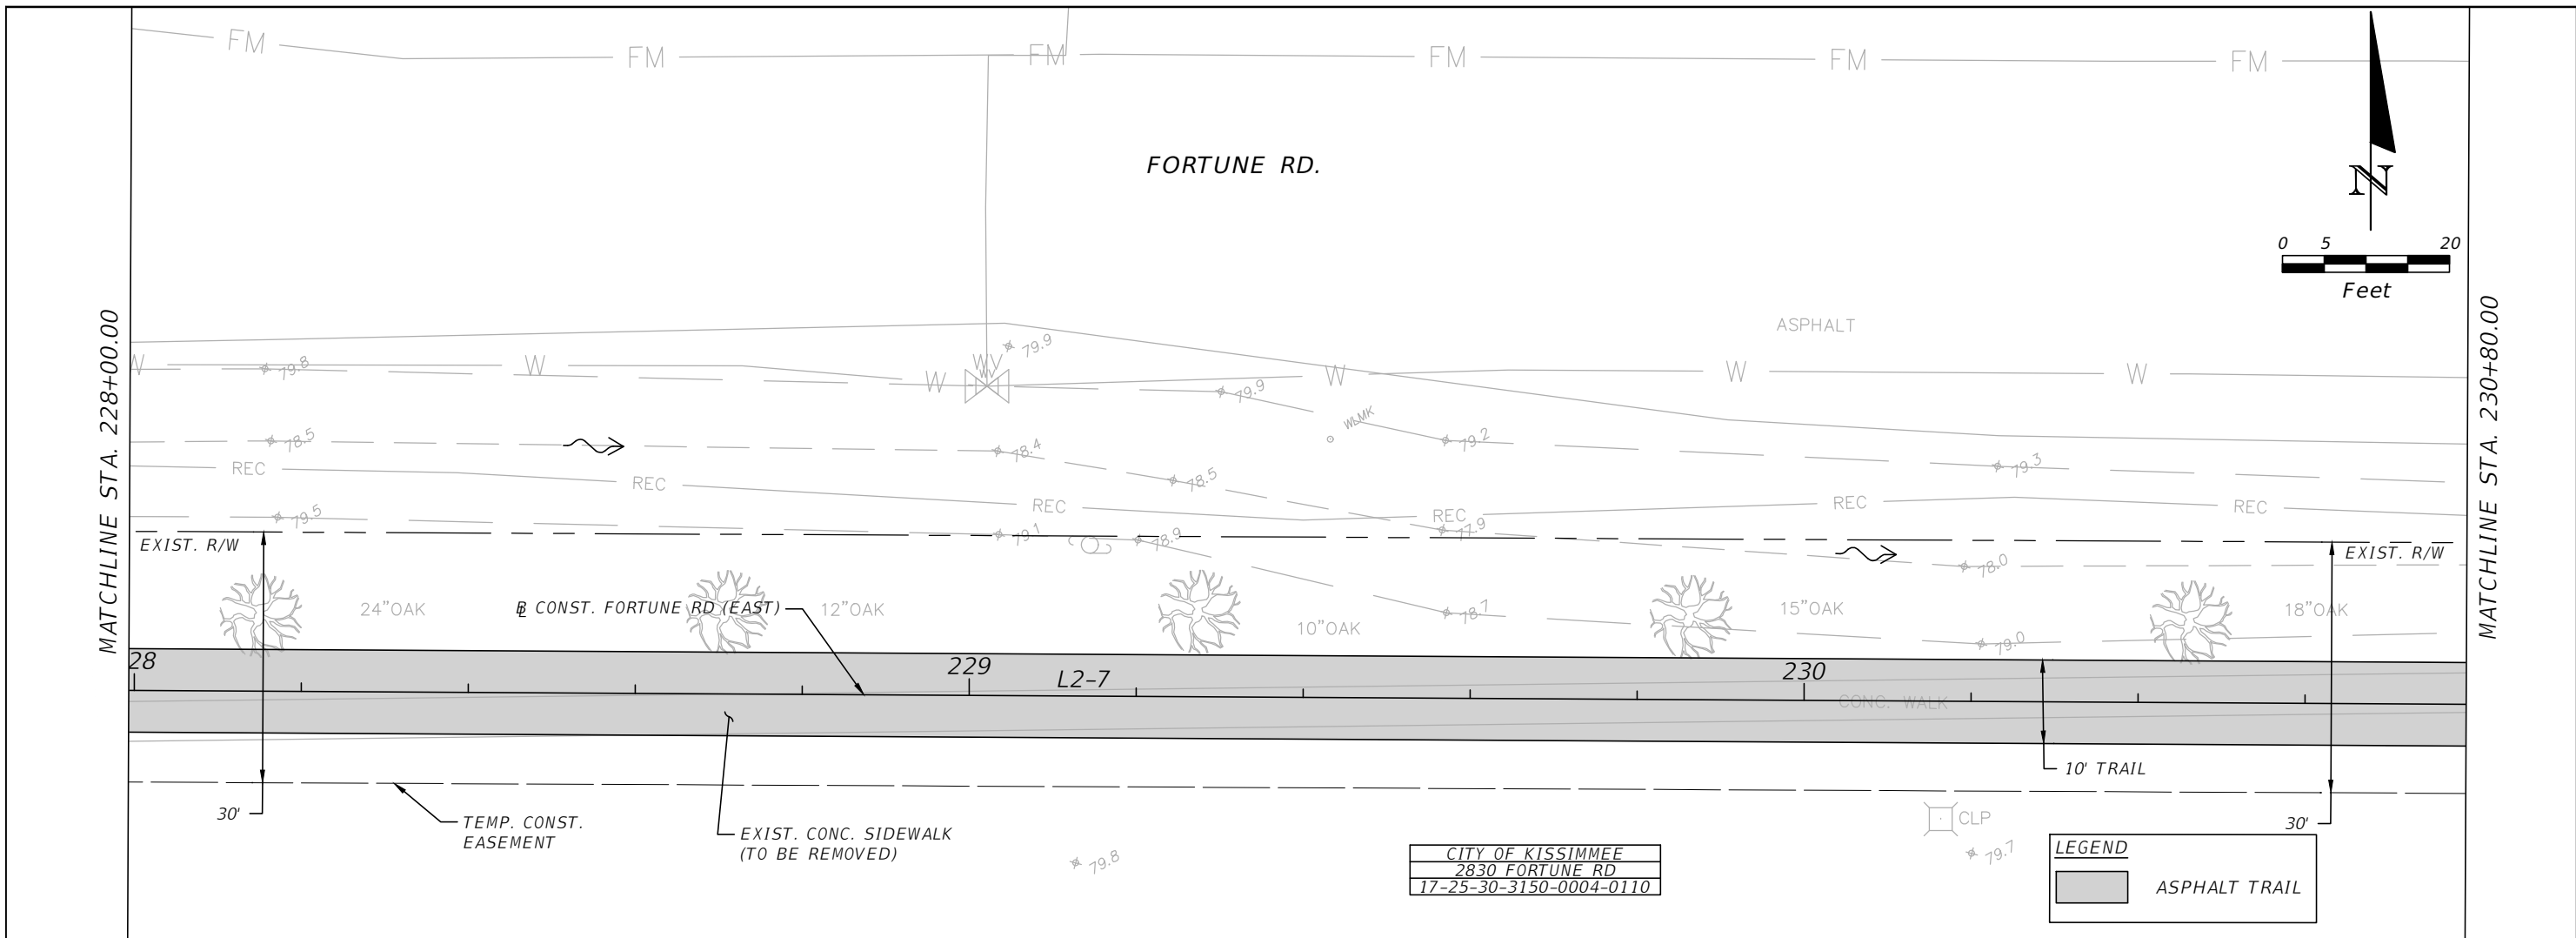 FM FM FM FM FM FM
FORTUNE RD.
N
0 5 20
Feet
MATCHLINE STA. 228+00.00
MATCHLINE STA. 230+80.00
ASPHALT
79.9
WV
W W W W W W
79.8
79.9
WLMK
78.5
78.4
79.2
79.3
78.5
REC REC REC REC REC REC
79.5
79.1
78.9
77.9
78.0
EXIST. R/W
EXIST. R/W
24"OAK
℄ CONST. FORTUNE RD (EAST)
12"OAK
10"OAK
78.7
15"OAK
79.0
18"OAK
28
229
L2-7
230
CONC. WALK
10' TRAIL
30'
TEMP. CONST.
EASEMENT
EXIST. CONC. SIDEWALK
(TO BE REMOVED)
79.8
CITY OF KISSIMMEE
2830 FORTUNE RD
17-25-30-3150-0004-0110
CLP
79.7
30'
LEGEND
ASPHALT TRAIL